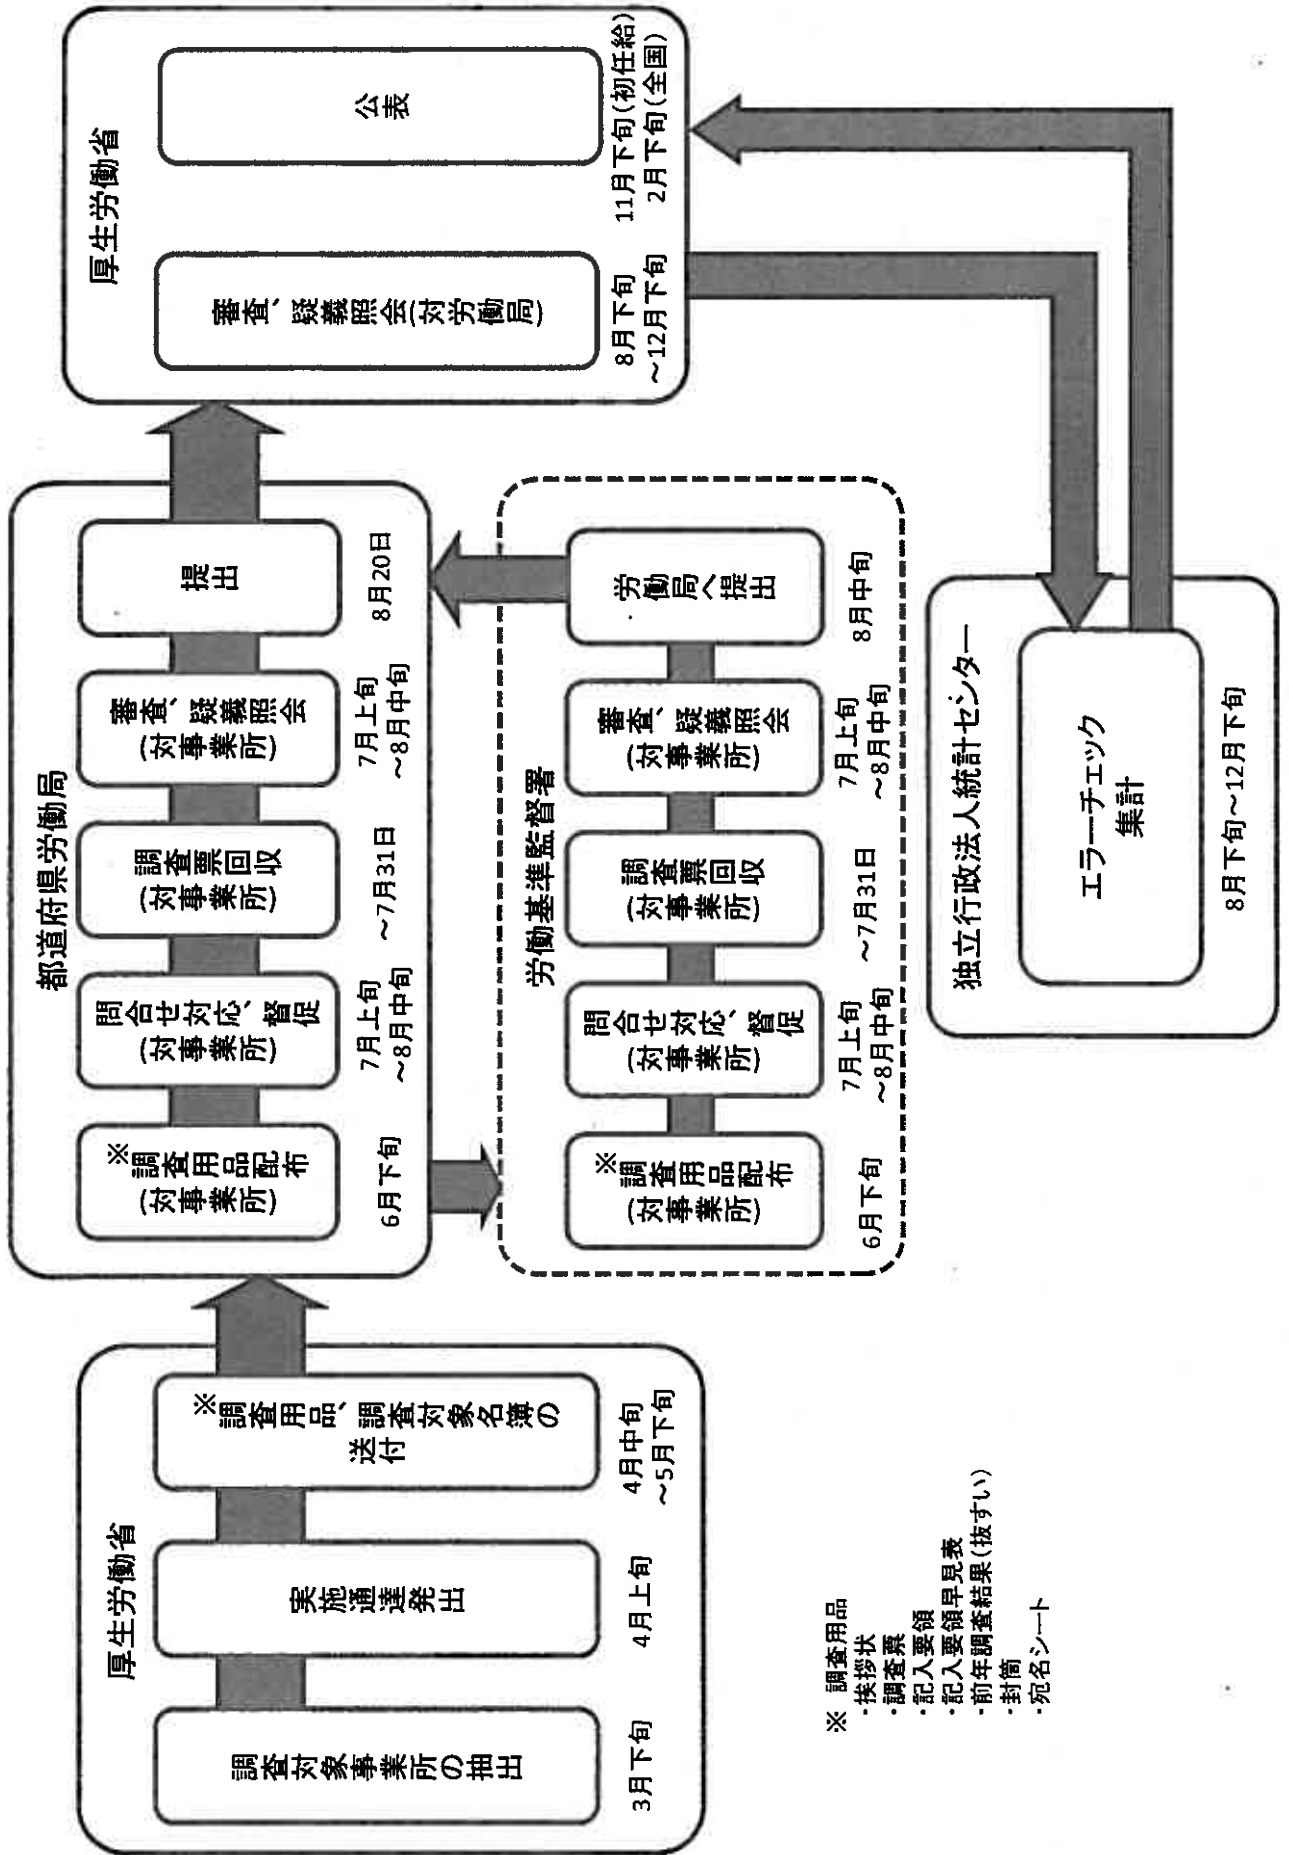 厚生労働省
調査対象事業所の抽出
3月下旬
実施通達発出
4月上旬
※
調査用品、調査対象名簿の
送付
4月中旬
～5月下旬
都道府県労働局
※
調査用品配布
(対事業所)
6月下旬
問合せ対応、督促
(対事業所)
7月上旬
～8月中旬
調査票回収
(対事業所)
～7月31日
審査、疑義照会
(対事業所)
7月上旬
～8月中旬
提出
8月20日
労働基準監督署
※
調査用品配布
(対事業所)
6月下旬
問合せ対応、督促
(対事業所)
7月上旬
～8月中旬
調査票回収
(対事業所)
～7月31日
審査、疑義照会
(対事業所)
7月上旬
～8月中旬
労働局へ提出
8月中旬
厚生労働省
審査、疑義照会(対労働局)
8月下旬
～12月下旬
公表
11月下旬(初任給)
2月下旬(全国)
独立行政法人統計センター
エラーチェック
集計
8月下旬～12月下旬
※ 調査用品
・挨拶状
・調査票
・記入要領
・記入要領早見表
・前年調査結果(抜すい)
・封筒
・宛名シート